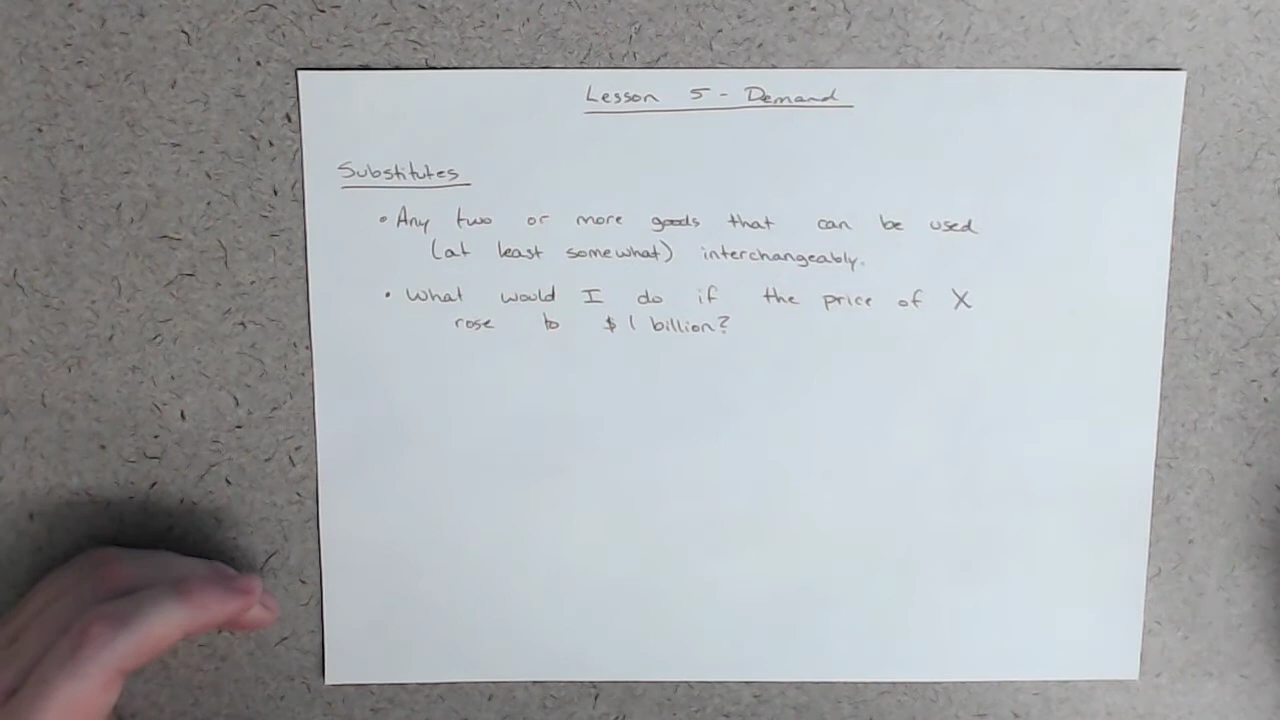 Lesson 5 - Demand
Substitutes
• Any two or more goods that can be used
(at least somewhat) interchangeably.
• What would I do if the price of X
rose to $1 billion?